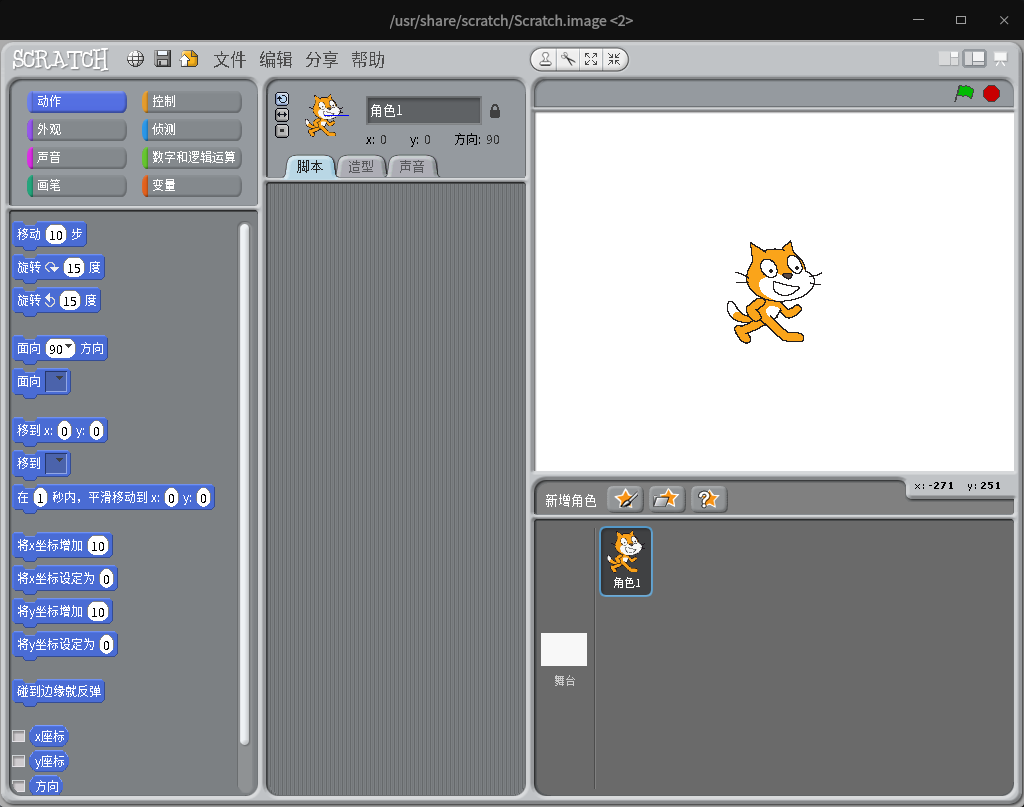 /usr/share/scratch/Scratch.image <2>
SCRATCH 文件 编辑 分享 帮助
动作 控制
外观 侦测
声音 数字和逻辑运算
画笔 变量
移动 10 步
旋转 15 度
旋转 15 度
面向 90 方向
面向
移到 x: 0 y: 0
移到
在 1 秒内，平滑移动到 x: 0 y: 0
将x坐标增加 10
将x坐标设定为 0
将y坐标增加 10
将y坐标设定为 0
碰到边缘就反弹
x座标
y座标
方向
角色1
x: 0 y: 0 方向: 90
脚本 造型 声音
x: -271 y: 251
新增角色
角色1
舞台